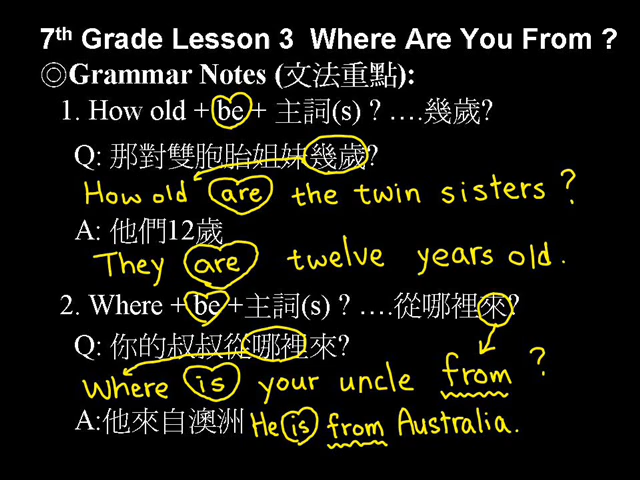 7th Grade Lesson 3 Where Are You From ?
◎Grammar Notes (文法重點):
1. How old + be + 主詞(s) ? ….幾歲?
Q: 那對雙胞胎姐妹幾歲?
How old are the twin sisters ?
A: 他們12歲
They are twelve years old.
2. Where + be +主詞(s) ? ….從哪裡來?
Q: 你的叔叔從哪裡來?
Where is your uncle from ?
A:他來自澳洲 He is from Australia.